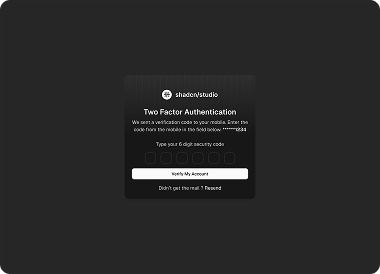 shadcn/studio
Two Factor Authentication
We sent a verification code to your mobile. Enter the
code from the mobile in the field below. ******1234
Type your 6 digit security code
Verify My Account
Didn't get the mail ? Resend